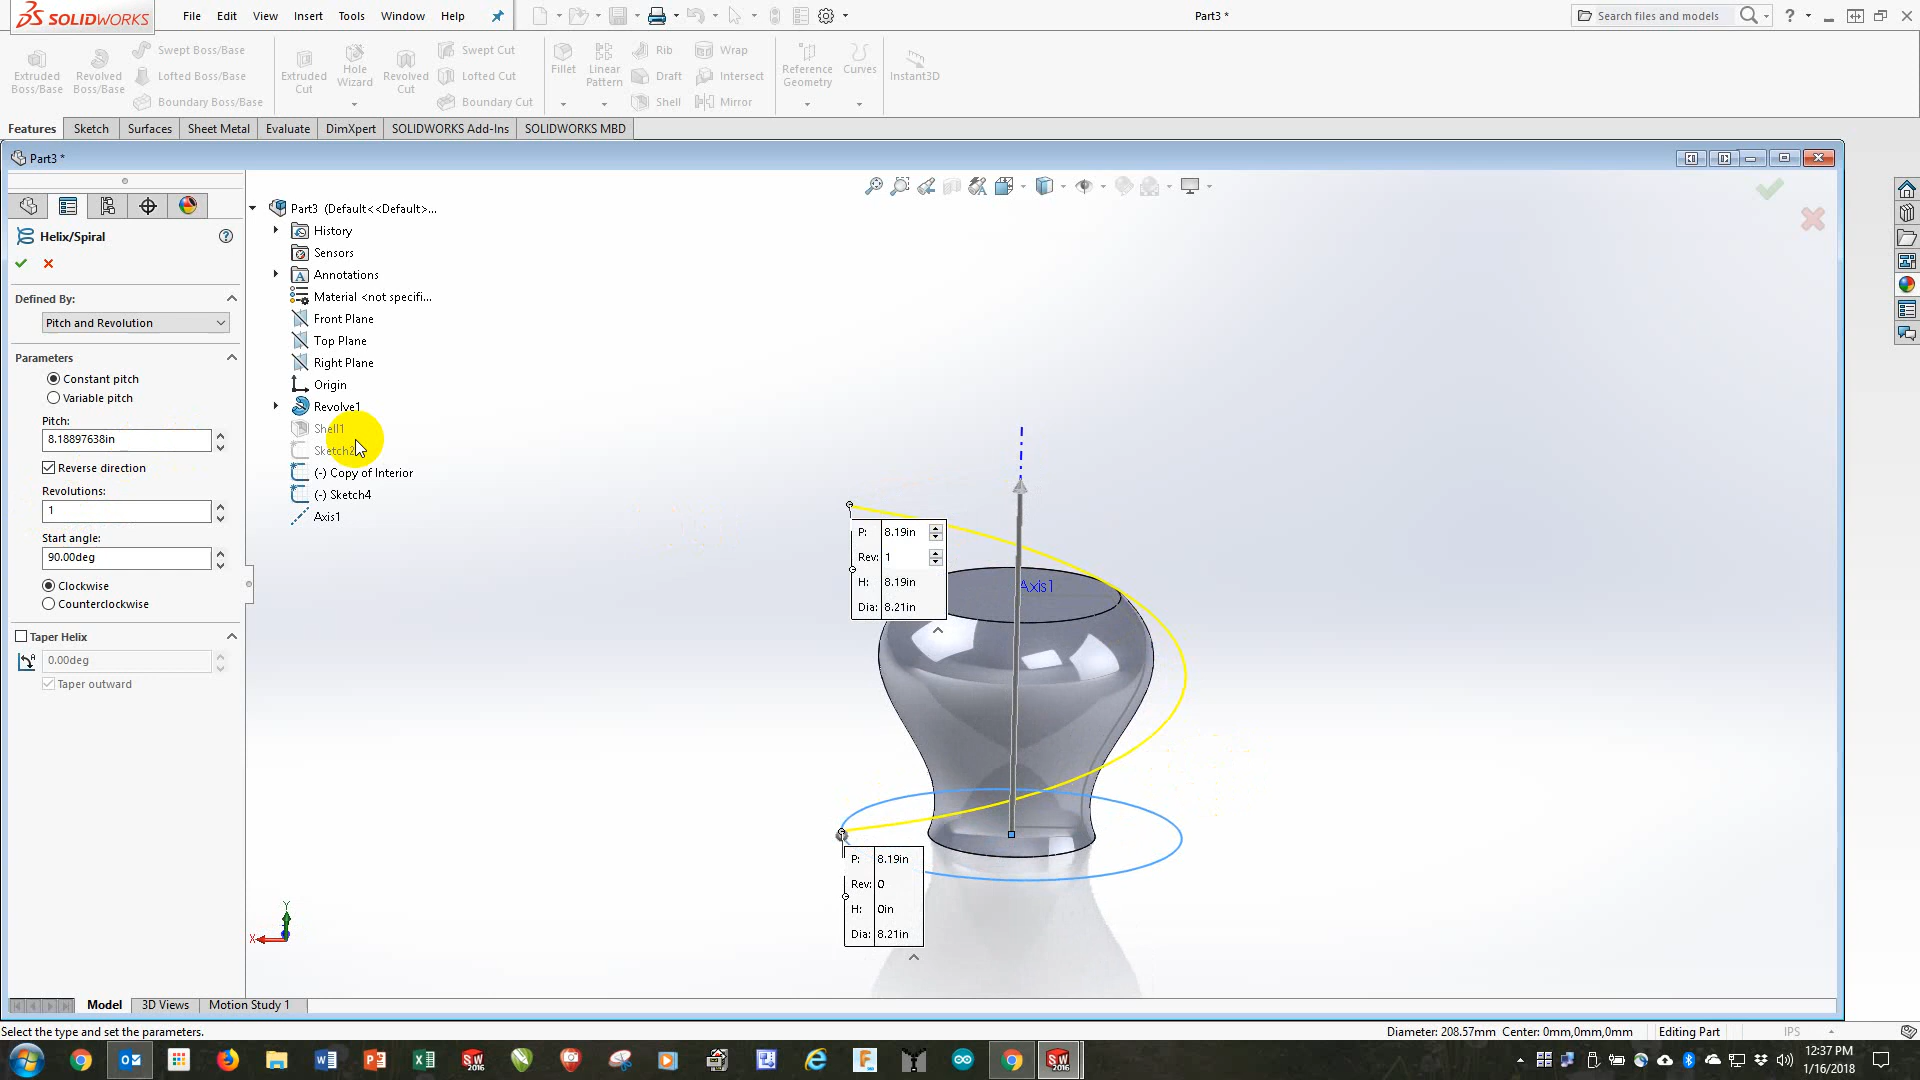 SOLIDWORKS
File Edit View Insert Tools Window Help
Part3 *
Search files and models
Extruded Boss/Base
Revolved Boss/Base
Swept Boss/Base
Lofted Boss/Base
Boundary Boss/Base
Extruded Cut
Hole Wizard
Revolved Cut
Swept Cut
Lofted Cut
Boundary Cut
Fillet
Linear Pattern
Rib
Draft
Shell
Wrap
Intersect
Mirror
Reference Geometry
Curves
Instant3D
Features Sketch Surfaces Sheet Metal Evaluate DimXpert SOLIDWORKS Add-Ins SOLIDWORKS MBD
Part3 *
Helix/Spiral
Defined By:
Pitch and Revolution
Parameters
Constant pitch
Variable pitch
Pitch:
8.18897638in
Reverse direction
Revolutions:
1
Start angle:
90.00deg
Clockwise
Counterclockwise
Taper Helix
0.00deg
Taper outward
Part3 (Default<<Default>...
History
Sensors
Annotations
Material <not specifi...
Front Plane
Top Plane
Right Plane
Origin
Revolve1
Shell1
Sketch2
(-) Copy of Interior
(-) Sketch4
Axis1
P: 8.19in
Rev: 1
H: 8.19in
Dia: 8.21in
Axis1
P: 8.19in
Rev: 0
H: 0in
Dia: 8.21in
Y
X
Model 3D Views Motion Study 1
Select the type and set the parameters.
Diameter: 208.57mm Center: 0mm,0mm,0mm Editing Part IPS
12:37 PM
1/16/2018